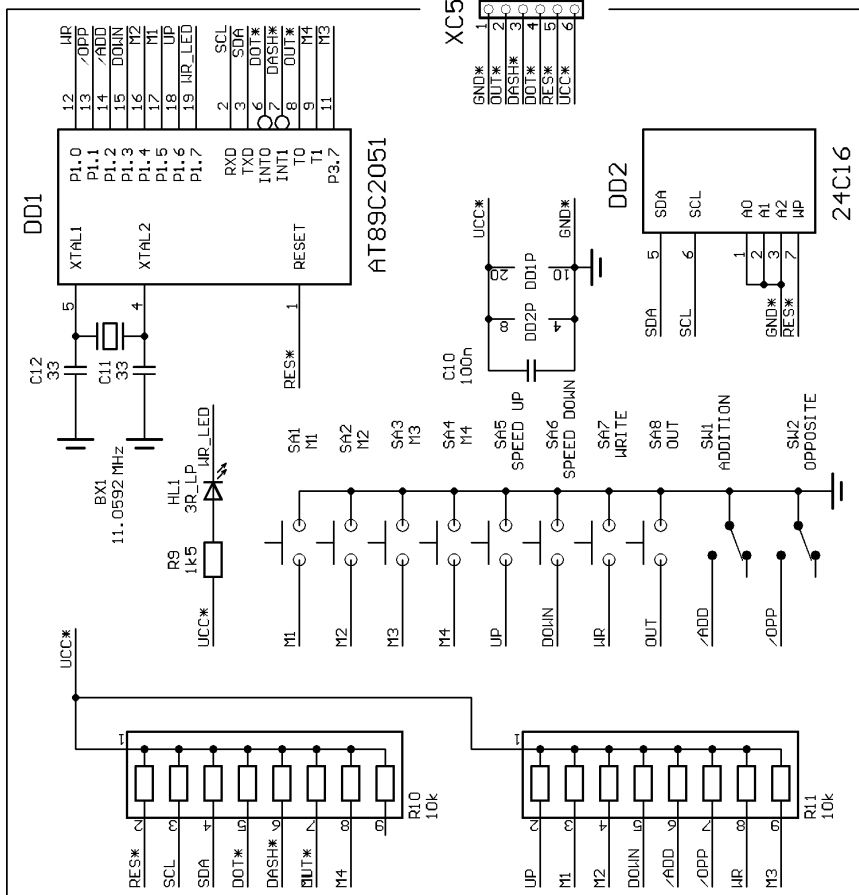 XC5
1
2
3
4
5
6
GND*
OUT*
DASH*
DOT*
RES*
UCC*
WR
/OPP
/ADD
DOWN
M2
M1
UP
WR_LED
SCL
SDA
DOT*
DASH*
OUT*
M4
M3
12
13
14
15
16
17
18
19
2
3
6
7
8
9
11
P1.0
P1.1
P1.2
P1.3
P1.4
P1.5
P1.6
P1.7
RXD
TXD
INT0
INT1
T0
T1
P3.7
DD1
XTAL1
XTAL2
RESET
AT89C2051
5
4
1
RES*
C12
33
C11
33
BX1
11.0592 MHz
UCC*
GND*
20
DD1P
10
8
DD2P
4
C10
100n
DD2
SDA
SCL
A0
A1
A2
WP
24C16
5
6
1
2
3
7
SDA
SCL
GND*
RES*
HL1
3R_LP
WR_LED
R9
1k5
UCC*
SA1
M1
SA2
M2
SA3
M3
SA4
M4
SA5
SPEED UP
SA6
SPEED DOWN
SA7
WRITE
SA8
OUT
SW1
ADDITION
SW2
OPPOSITE
M1
M2
M3
M4
UP
DOWN
WR
OUT
/ADD
/OPP
UCC*
1
2
3
4
5
6
7
8
9
R10
10k
RES*
SCL
SDA
DOT*
DASH*
M4
1
2
3
4
5
6
7
8
9
R11
10k
UP
M1
M2
DOWN
/ADD
/OPP
WR
M3